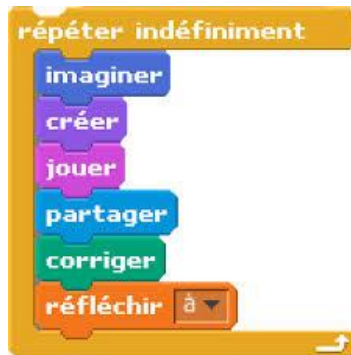 répéter indéfiniment
imaginer
créer
jouer
partager
corriger
réfléchir à